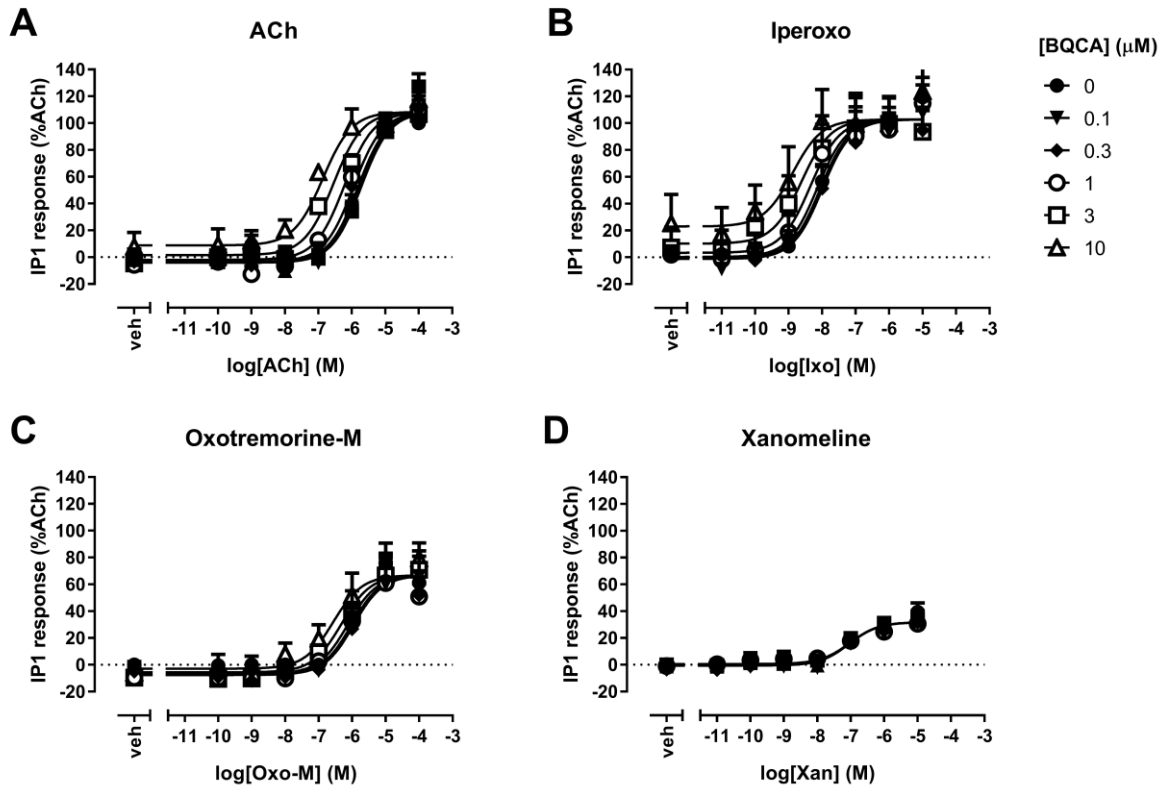 A
ACh
IP1 response (%ACh)
140
120
100
80
60
40
20
0
-20
veh
-11 -10 -9 -8 -7 -6 -5 -4 -3
log[ACh] (M)
B
Iperoxo
IP1 response (%ACh)
140
120
100
80
60
40
20
0
-20
veh
-11 -10 -9 -8 -7 -6 -5 -4 -3
log[Ixo] (M)
[BQCA] (μM)
0
0.1
0.3
1
3
10
C
Oxotremorine-M
IP1 response (%ACh)
140
120
100
80
60
40
20
0
-20
veh
-11 -10 -9 -8 -7 -6 -5 -4 -3
log[Oxo-M] (M)
D
Xanomeline
IP1 response (%ACh)
140
120
100
80
60
40
20
0
-20
veh
-11 -10 -9 -8 -7 -6 -5 -4 -3
log[Xan] (M)